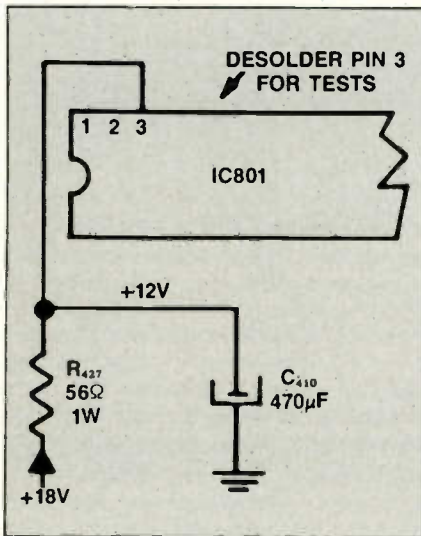 DESOLDER PIN 3
FOR TESTS
1 2 3
IC801
+12V
R427
56Ω
1W
C410
470µF
+18V